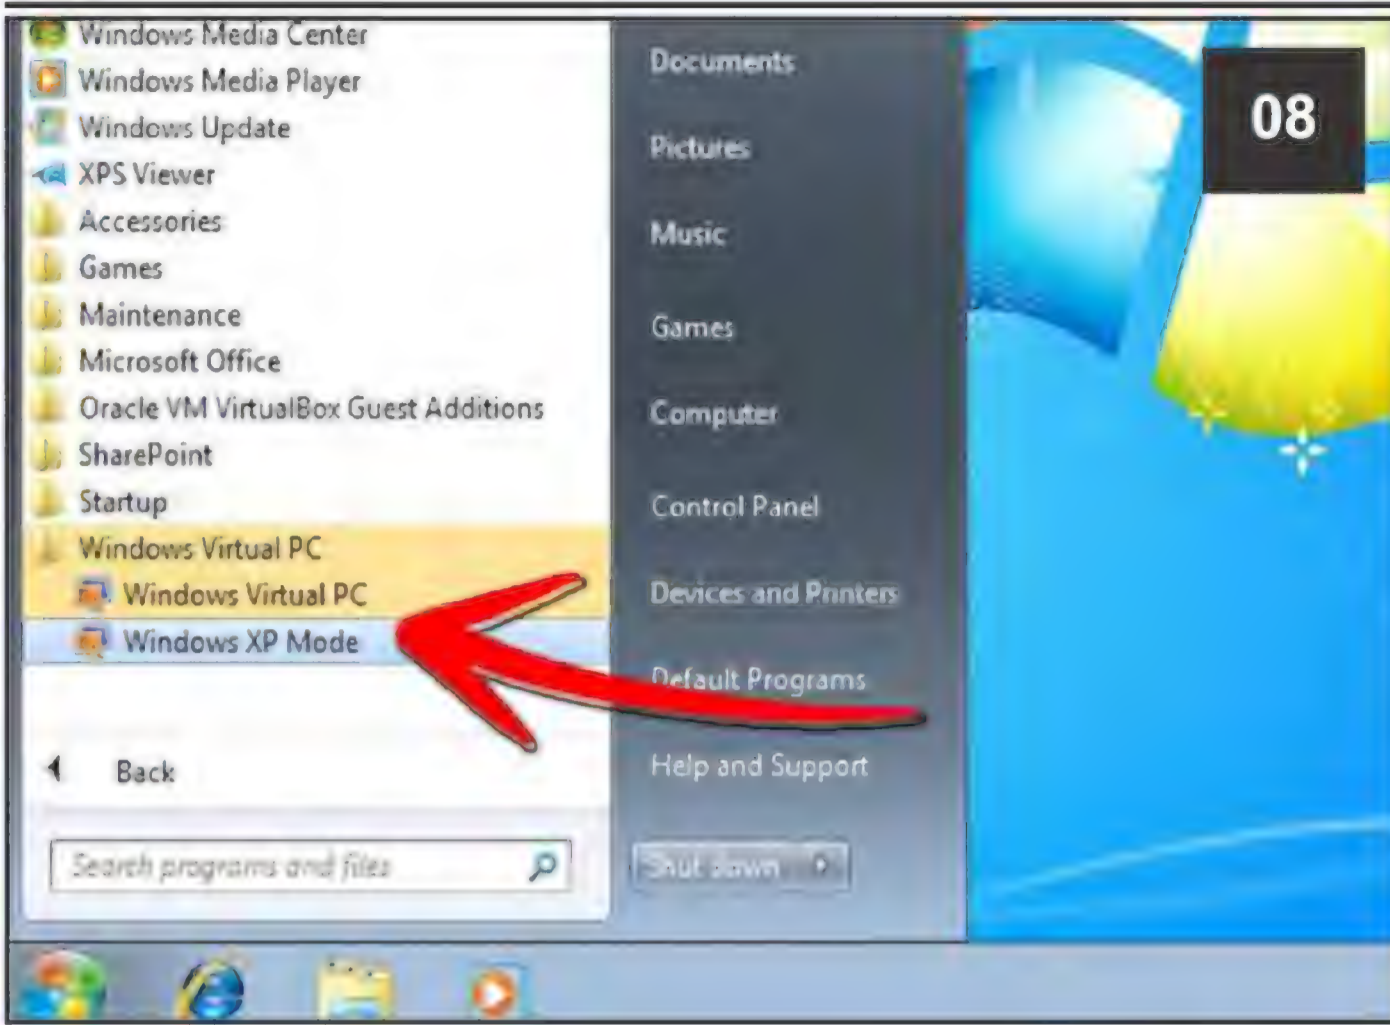 Windows Media Center
Windows Media Player
Windows Update
XPS Viewer
Accessories
Games
Maintenance
Microsoft Office
Oracle VM VirtualBox Guest Additions
SharePoint
Startup
Windows Virtual PC
Windows Virtual PC
Windows XP Mode
Back
Search programs and files
Documents
Pictures
Music
Games
Computer
Control Panel
Devices and Printers
Default Programs
Help and Support
Shut down
08